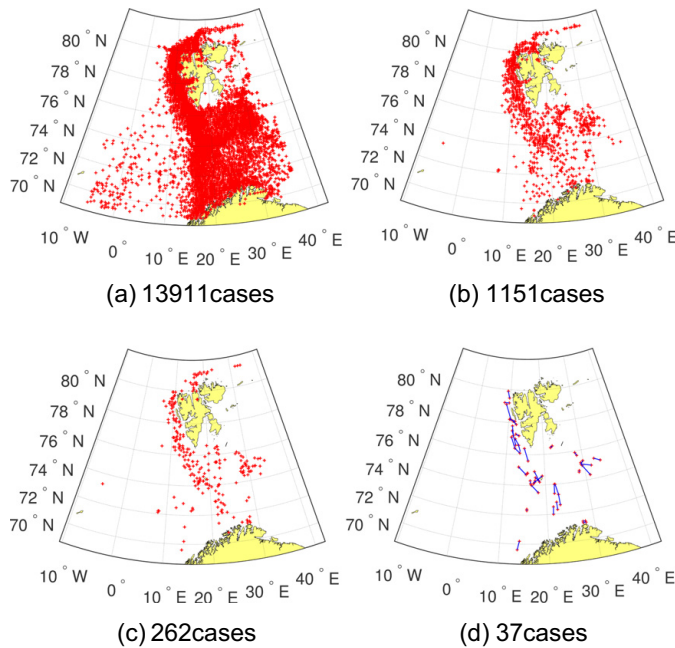 80 ° N
78 ° N
76 ° N
74 ° N
72 ° N
70 ° N
10 ° W
0 °
10 ° E
20 ° E
30 ° E
40 ° E
(a) 13911cases
80 ° N
78 ° N
76 ° N
74 ° N
72 ° N
70 ° N
10 ° W
0 °
10 ° E
20 ° E
30 ° E
40 ° E
(b) 1151cases
80 ° N
78 ° N
76 ° N
74 ° N
72 ° N
70 ° N
10 ° W
0 °
10 ° E
20 ° E
30 ° E
40 ° E
(c) 262cases
80 ° N
78 ° N
76 ° N
74 ° N
72 ° N
70 ° N
10 ° W
0 °
10 ° E
20 ° E
30 ° E
40 ° E
(d) 37cases